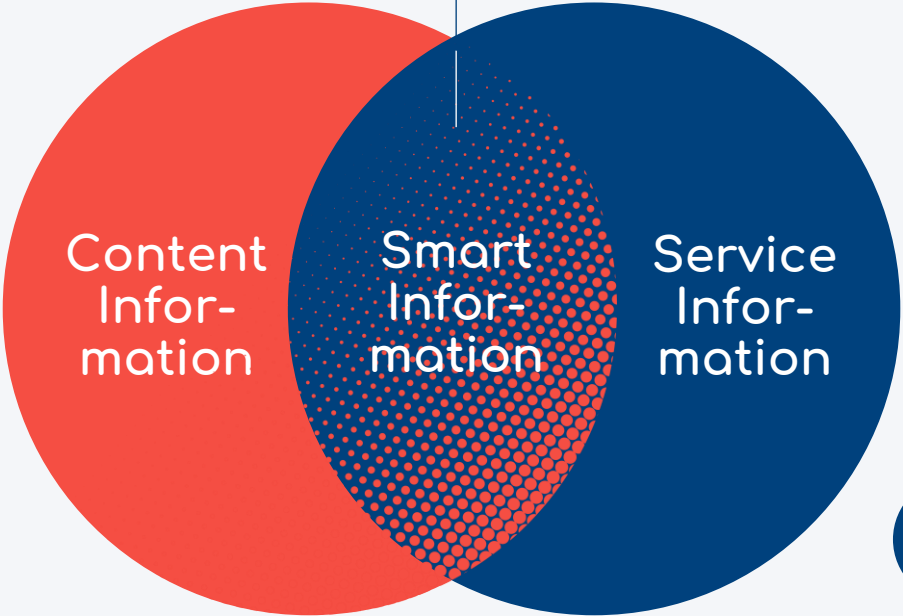 Content
Infor-
mation
Smart
Infor-
mation
Service
Infor-
mation